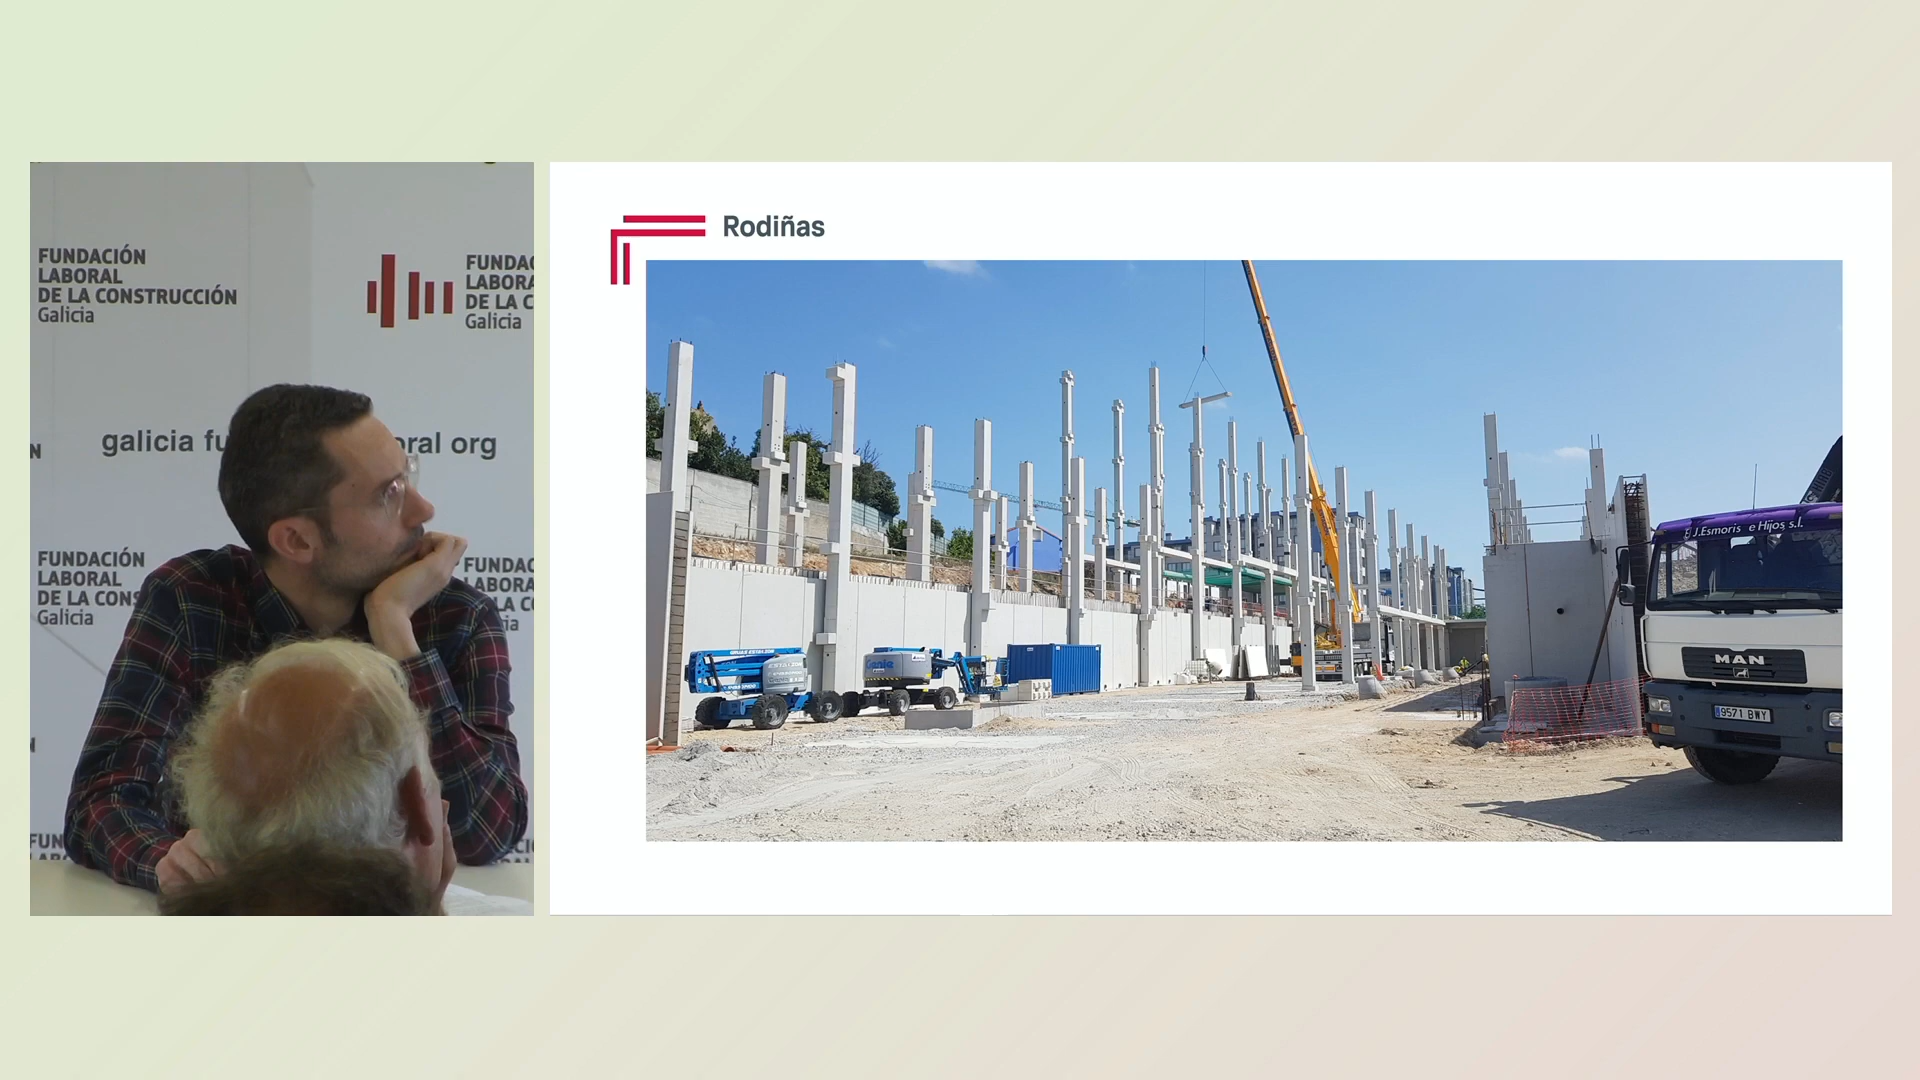 FUNDACIÓN
LABORAL
DE LA CONSTRUCCIÓN
Galicia
FUNDAC
LABORA
DE LA C
Galicia
galicia fu
oral org
FUNDACIÓN
LABORAL
DE LA CONS
Galicia
FUNDAC
LABORA
Rodiñas
Genie
J.Esmoris e Hijos s.l.
MAN
9571 BWY